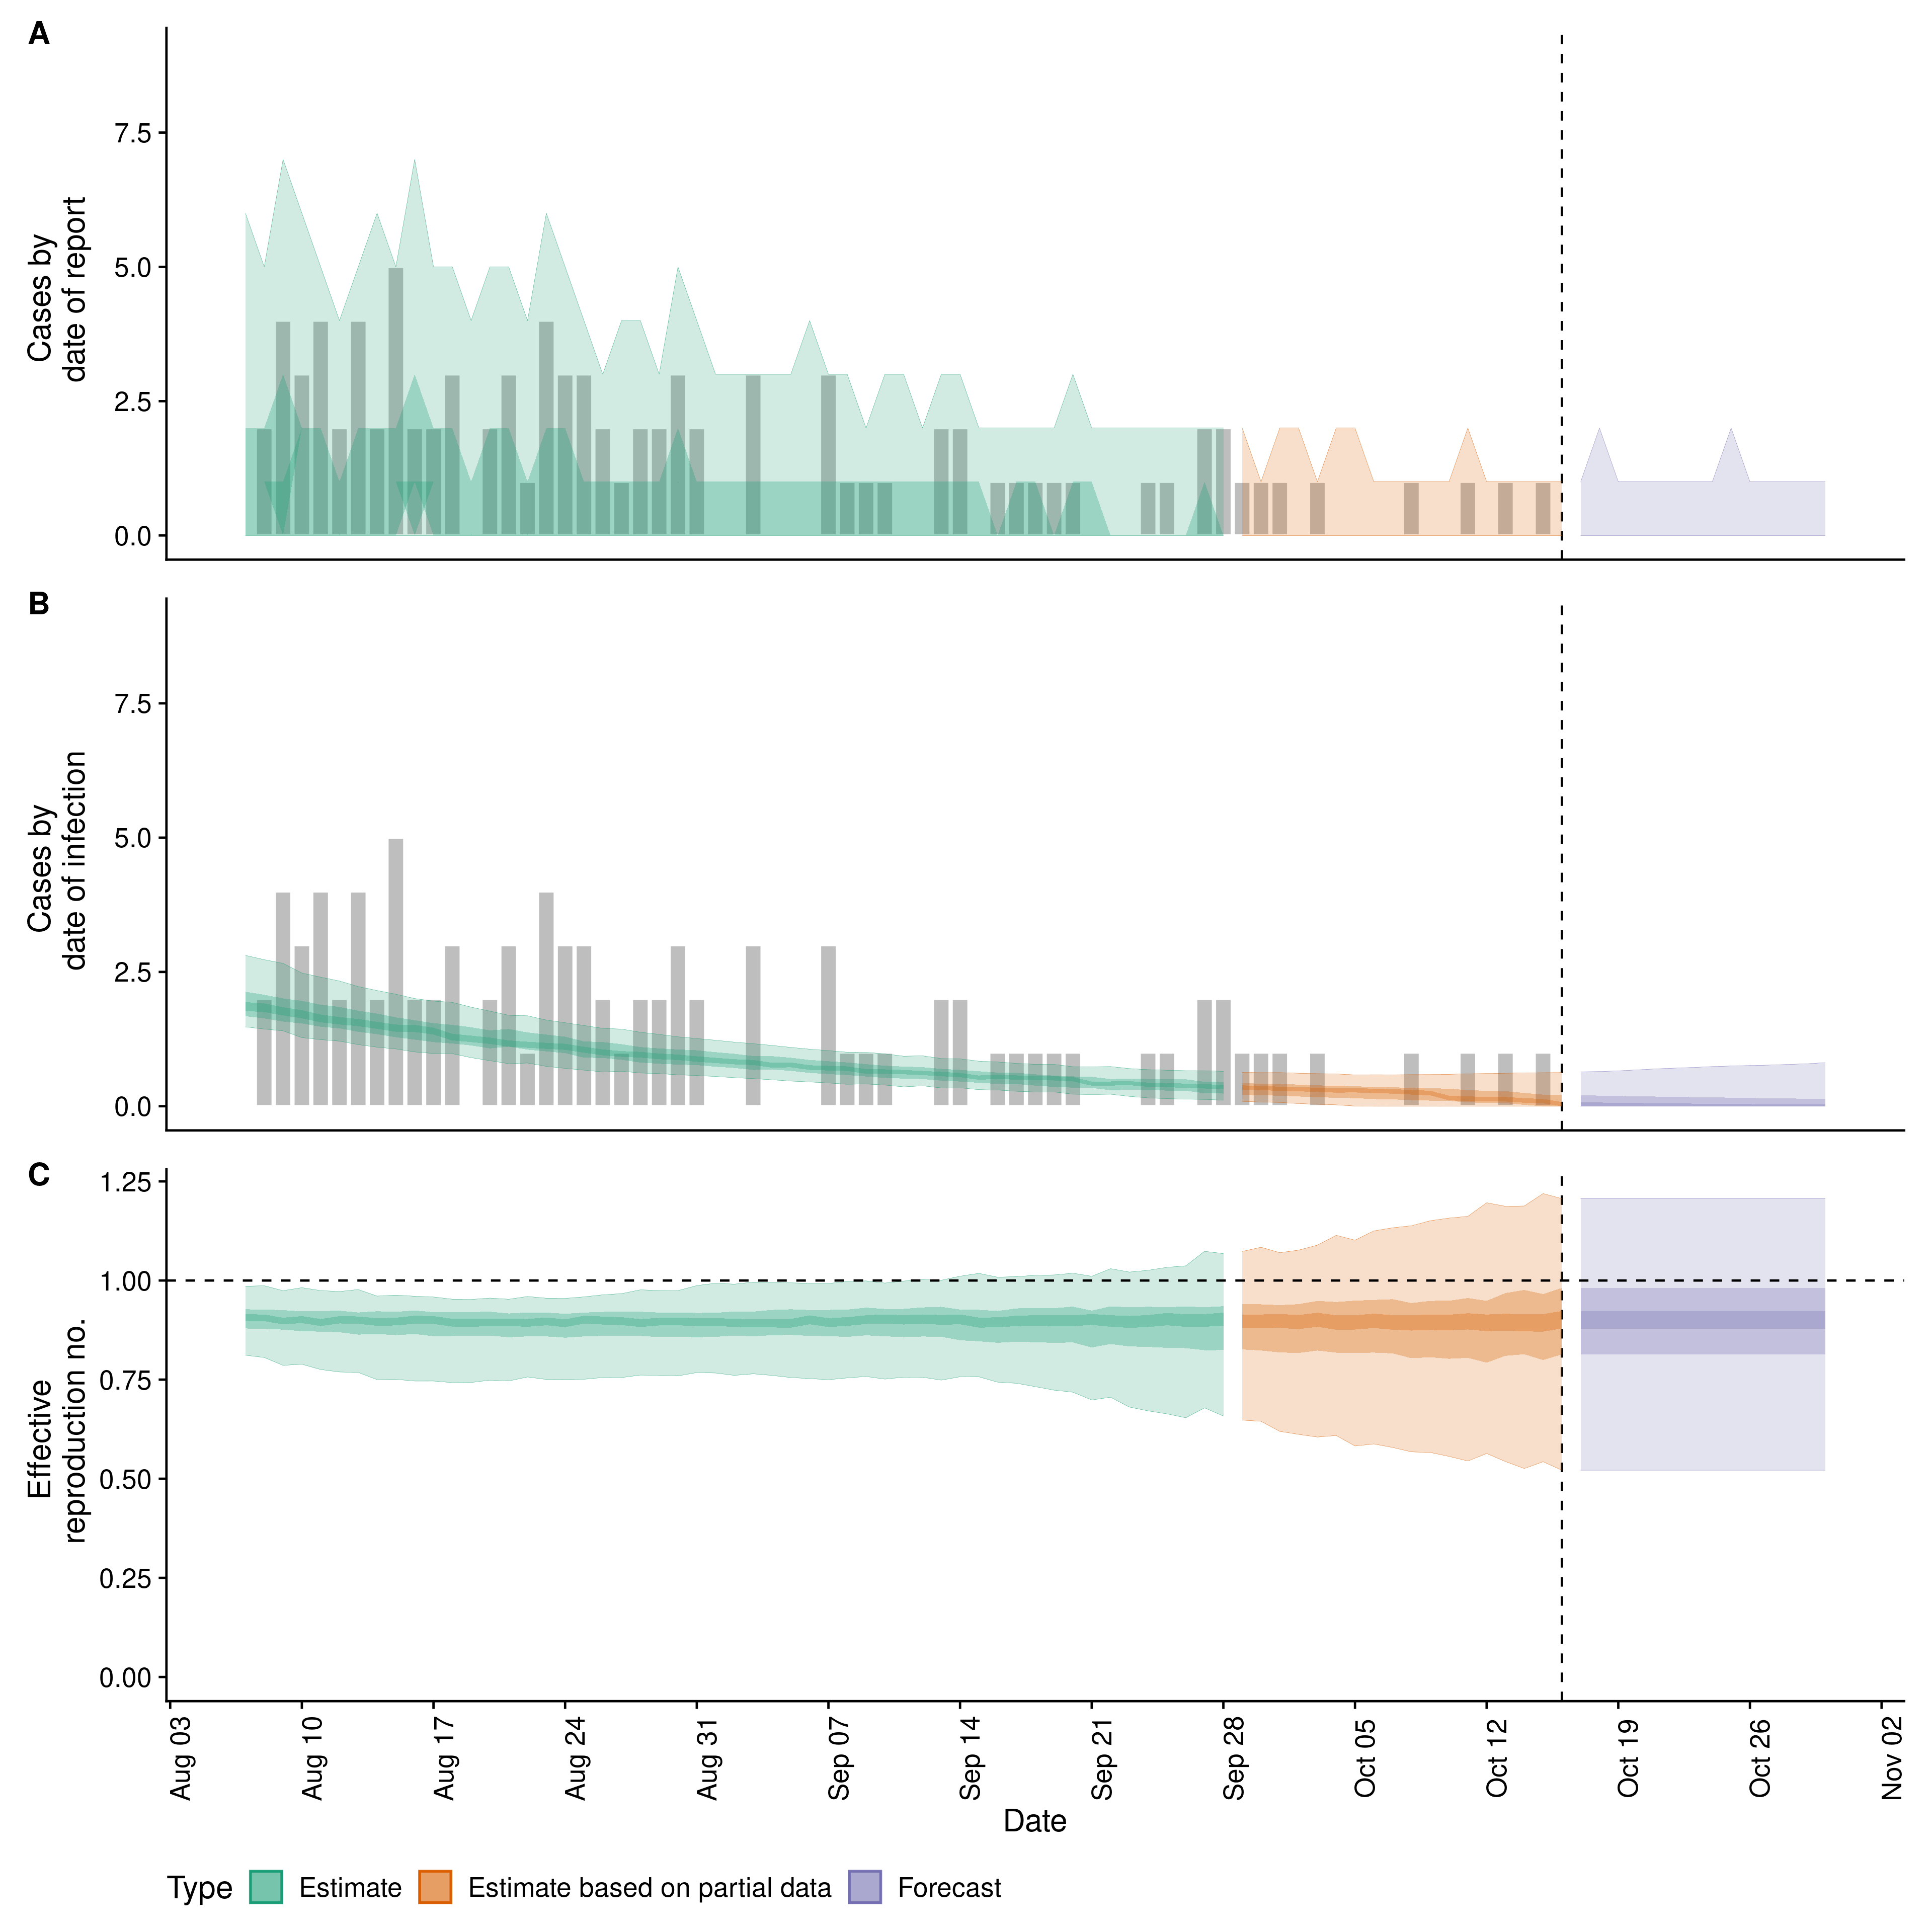 A
Cases by
date of report
7.5
5.0
2.5
0.0
B
Cases by
date of infection
7.5
5.0
2.5
0.0
C
Effective
reproduction no.
1.25
1.00
0.75
0.50
0.25
0.00
Aug 03
Aug 10
Aug 17
Aug 24
Aug 31
Sep 07
Sep 14
Sep 21
Sep 28
Oct 05
Oct 12
Oct 19
Oct 26
Nov 02
Date
Type Estimate Estimate based on partial data Forecast